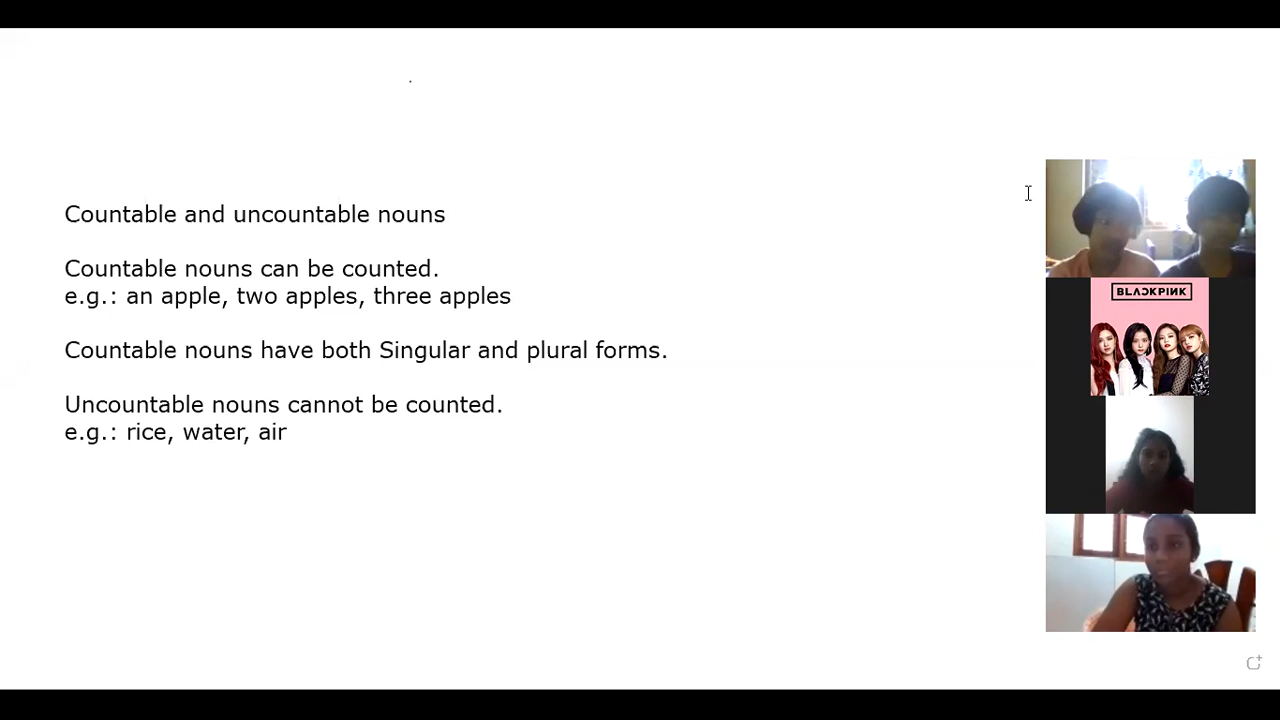 Countable and uncountable nouns
Countable nouns can be counted.
e.g.: an apple, two apples, three apples
Countable nouns have both Singular and plural forms.
Uncountable nouns cannot be counted.
e.g.: rice, water, air
BLACKPINK